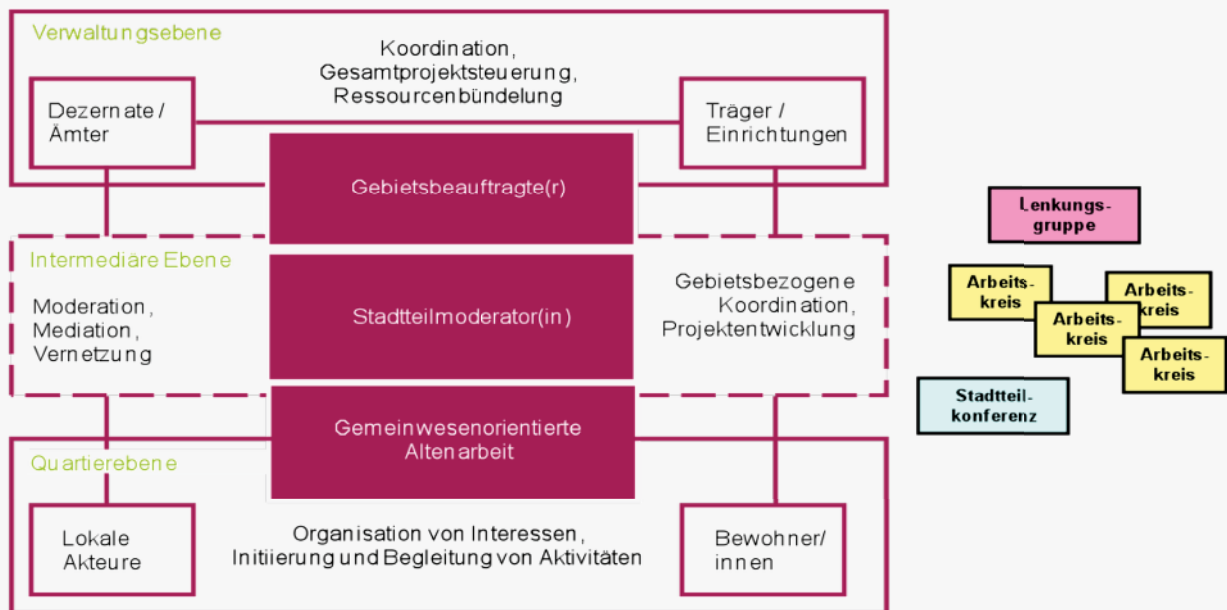 Verwaltungsebene
Koordination,
Gesamtprojektsteuerung,
Ressourcenbündelung
Dezernate /
Ämter
Träger /
Einrichtungen
Gebietsbeauftragte(r)
Intermediäre Ebene
Moderation,
Mediation,
Vernetzung
Stadtteilmoderator(in)
Gebietsbezogene
Koordination,
Projektentwicklung
Gemeinwesenorientierte
Altenarbeit
Quartierebene
Lokale
Akteure
Organisation von Interessen,
Initiierung und Begleitung von Aktivitäten
Bewohner/
innen
Lenkungs-
gruppe
Arbeits-
kreis
Arbeits-
kreis
Arbeits-
kreis
Arbeits-
kreis
Stadtteil-
konferenz